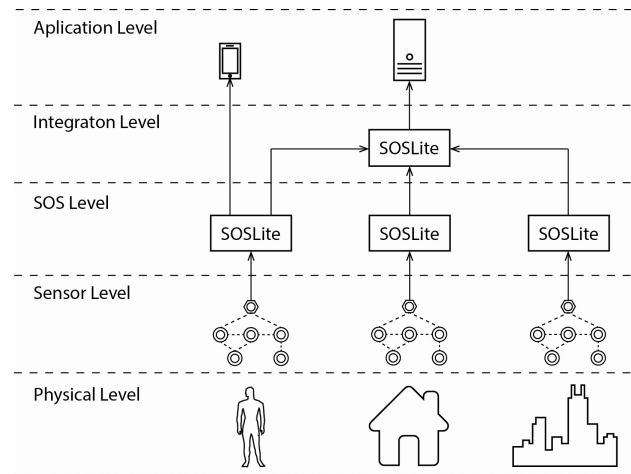 Aplication Level
Integraton Level
SOSLite
SOS Level
SOSLite
SOSLite
SOSLite
Sensor Level
Physical Level